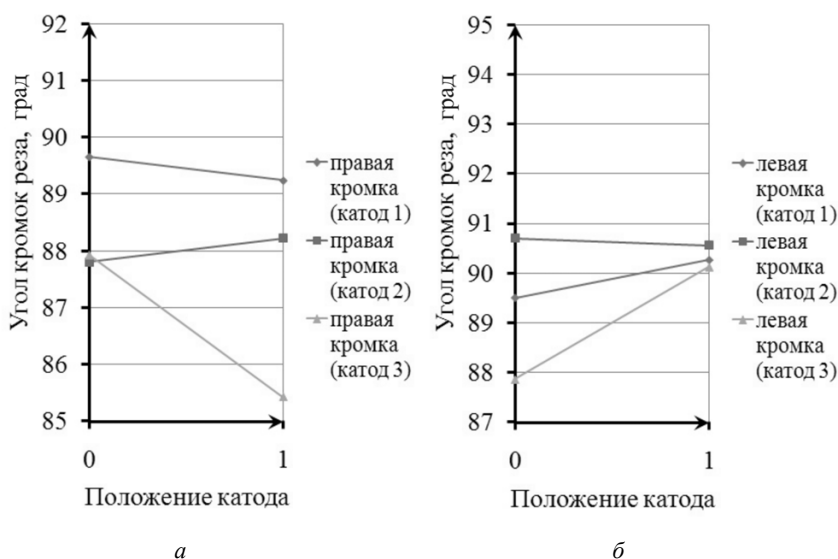 Угол кромок реза, град
92
91
90
89
88
87
86
85
0 1
Положение катода
правая
кромка
(катод 1)
правая
кромка
(катод 2)
правая
кромка
(катод 3)
а
Угол кромок реза, град
95
94
93
92
91
90
89
88
87
0 1
Положение катода
левая
кромка
(катод 1)
левая
кромка
(катод 2)
левая
кромка
(катод 3)
б